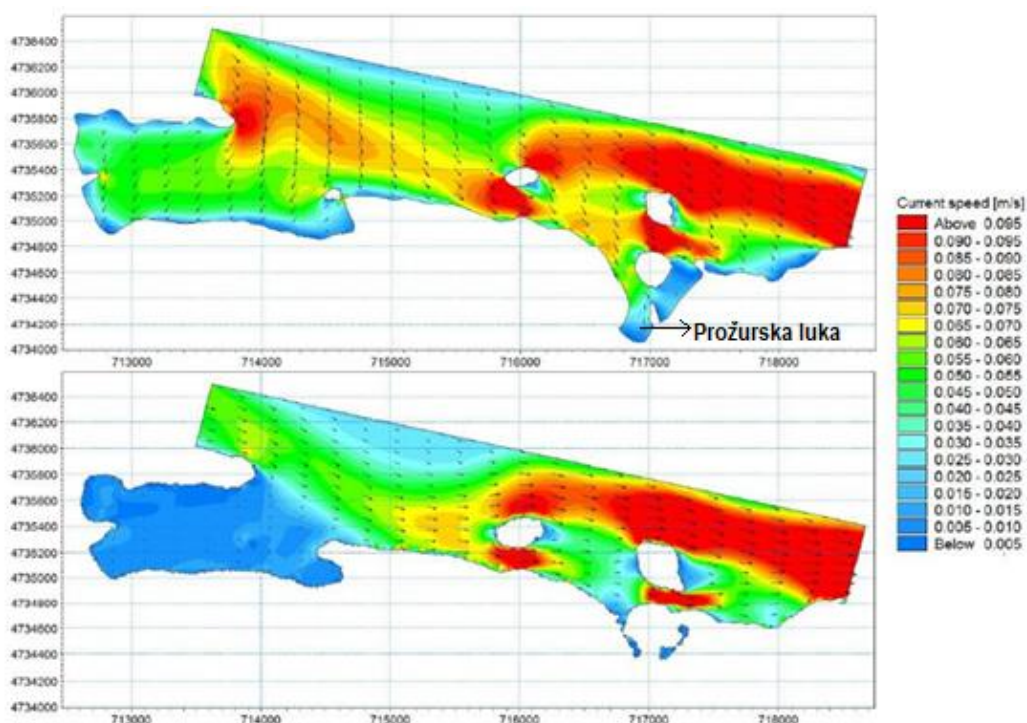 4736400
4736200
4736000
4735800
4735600
4735400
4735200
4735000
4734800
4734600
4734400
4734200
4734000
Prožurska luka
713000 714000 715000 716000 717000 718000
4736400
4736200
4736000
4735800
4735600
4735400
4735200
4735000
4734800
4734600
4734400
4734200
4734000
713000 714000 715000 716000 717000 718000
Current speed [m/s]
Above 0.095
0.090 - 0.095
0.085 - 0.090
0.080 - 0.085
0.075 - 0.080
0.070 - 0.075
0.065 - 0.070
0.060 - 0.065
0.055 - 0.060
0.050 - 0.055
0.045 - 0.050
0.040 - 0.045
0.035 - 0.040
0.030 - 0.035
0.025 - 0.030
0.020 - 0.025
0.015 - 0.020
0.010 - 0.015
0.005 - 0.010
Below 0.005